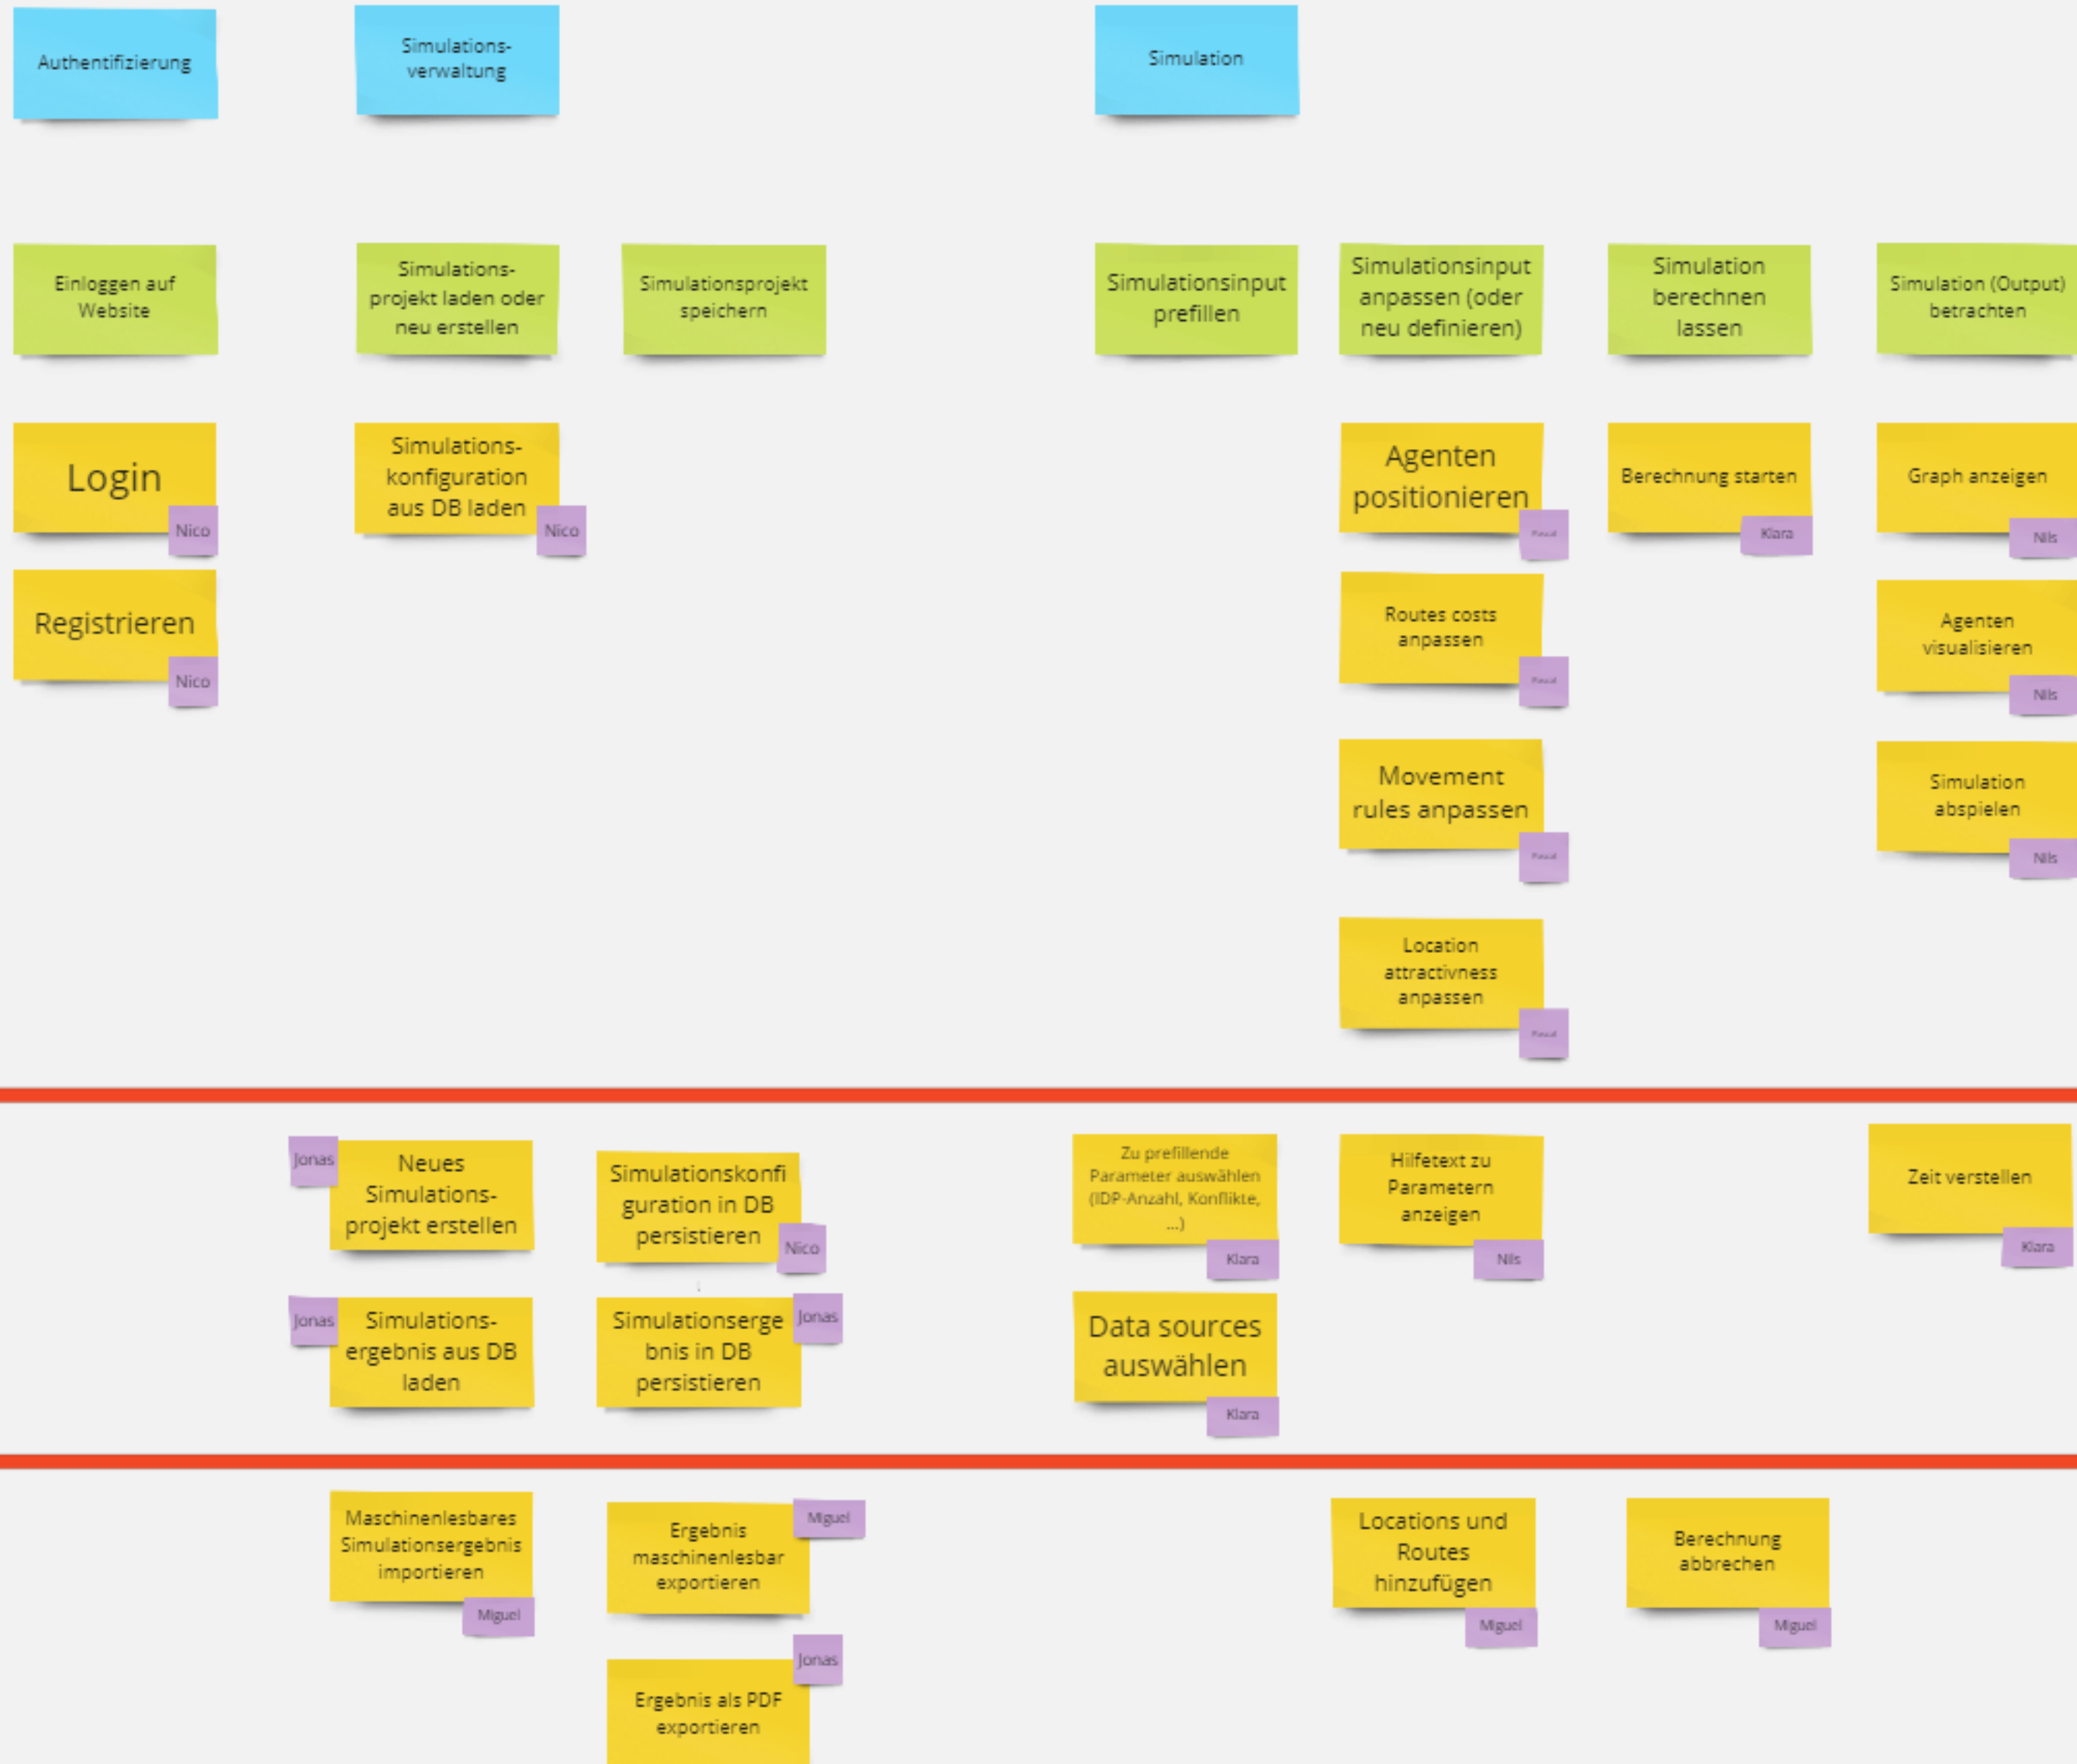 Authentifizierung
Simulations-
verwaltung
Simulation
Einloggen auf
Website
Simulations-
projekt laden oder
neu erstellen
Simulationsprojekt
speichern
Simulationsinput
prefillen
Simulationsinput
anpassen (oder
neu definieren)
Simulation
berechnen
lassen
Simulation (Output)
betrachten
Login
Nico
Simulations-
konfiguration
aus DB laden
Nico
Agenten
positionieren
Pascal
Berechnung starten
Klara
Graph anzeigen
Nils
Registrieren
Nico
Routes costs
anpassen
Pascal
Agenten
visualisieren
Nils
Movement
rules anpassen
Pascal
Simulation
abspielen
Nils
Location
attractivness
anpassen
Pascal
Jonas
Neues
Simulations-
projekt erstellen
Simulationskonfi
guration in DB
persistieren
Nico
Zu prefillende
Parameter auswählen
(IDP-Anzahl, Konflikte,
...)
Klara
Hilfetext zu
Parametern
anzeigen
Nils
Zeit verstellen
Klara
Jonas
Simulations-
ergebnis aus DB
laden
Simulationserge
bnis in DB
persistieren
Jonas
Data sources
auswählen
Klara
Maschinenlesbares
Simulationsergebnis
importieren
Miguel
Ergebnis
maschinenlesbar
exportieren
Miguel
Locations und
Routes
hinzufügen
Miguel
Berechnung
abbrechen
Miguel
Jonas
Ergebnis als PDF
exportieren